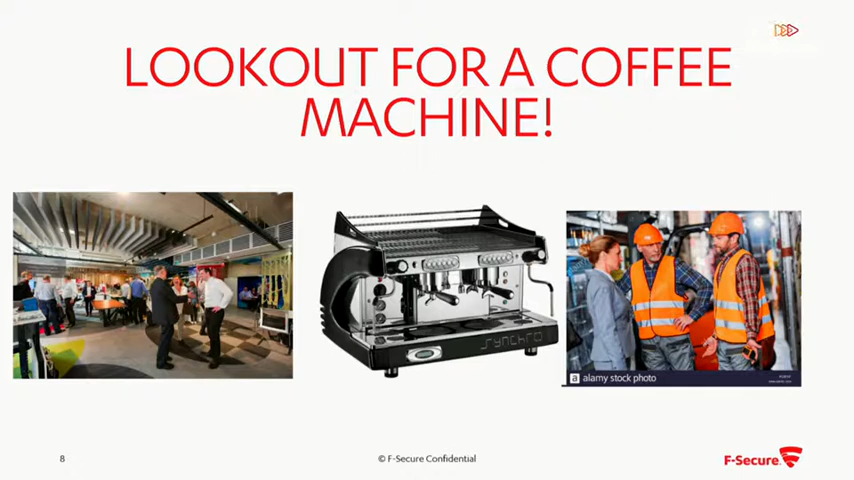 LOOKOUT FOR A COFFEE
MACHINE!
SYNCHRO
a alamy stock photo
8
© F-Secure Confidential
F-Secure